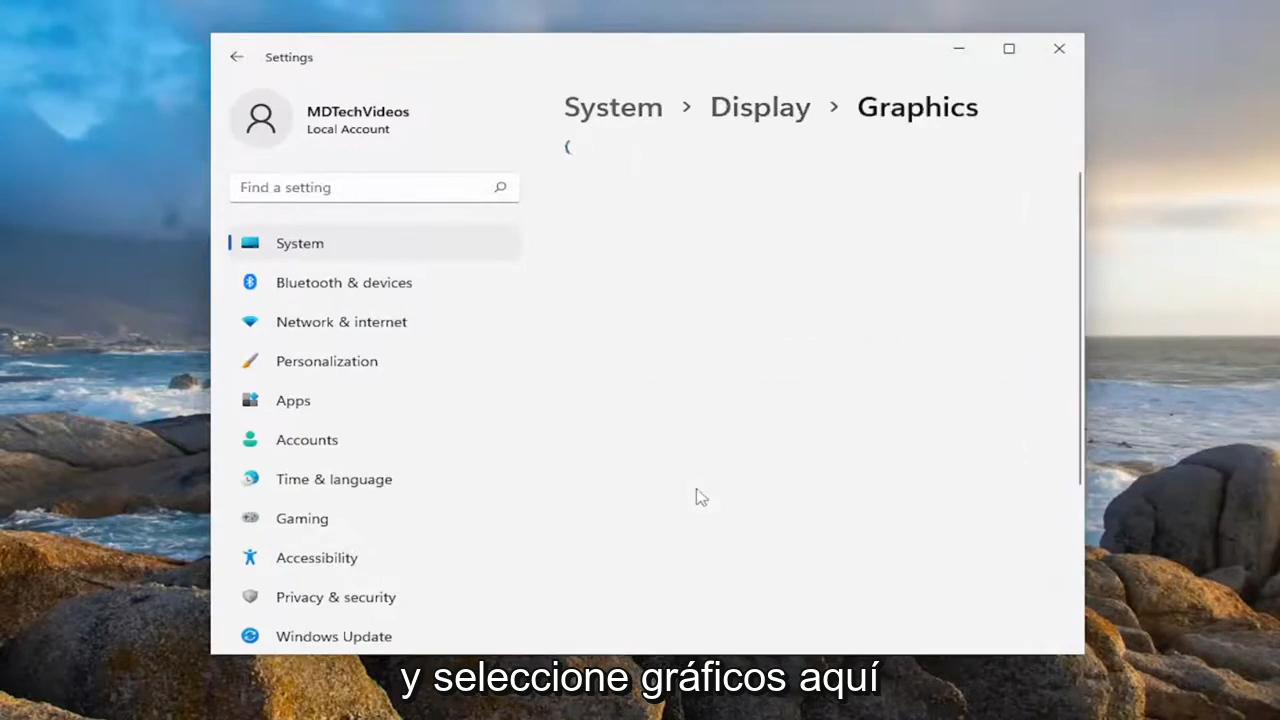 Settings
MDTechVideos
Local Account
Find a setting
System
Bluetooth & devices
Network & internet
Personalization
Apps
Accounts
Time & language
Gaming
Accessibility
Privacy & security
Windows Update
System > Display > Graphics
y seleccione gráficos aquí